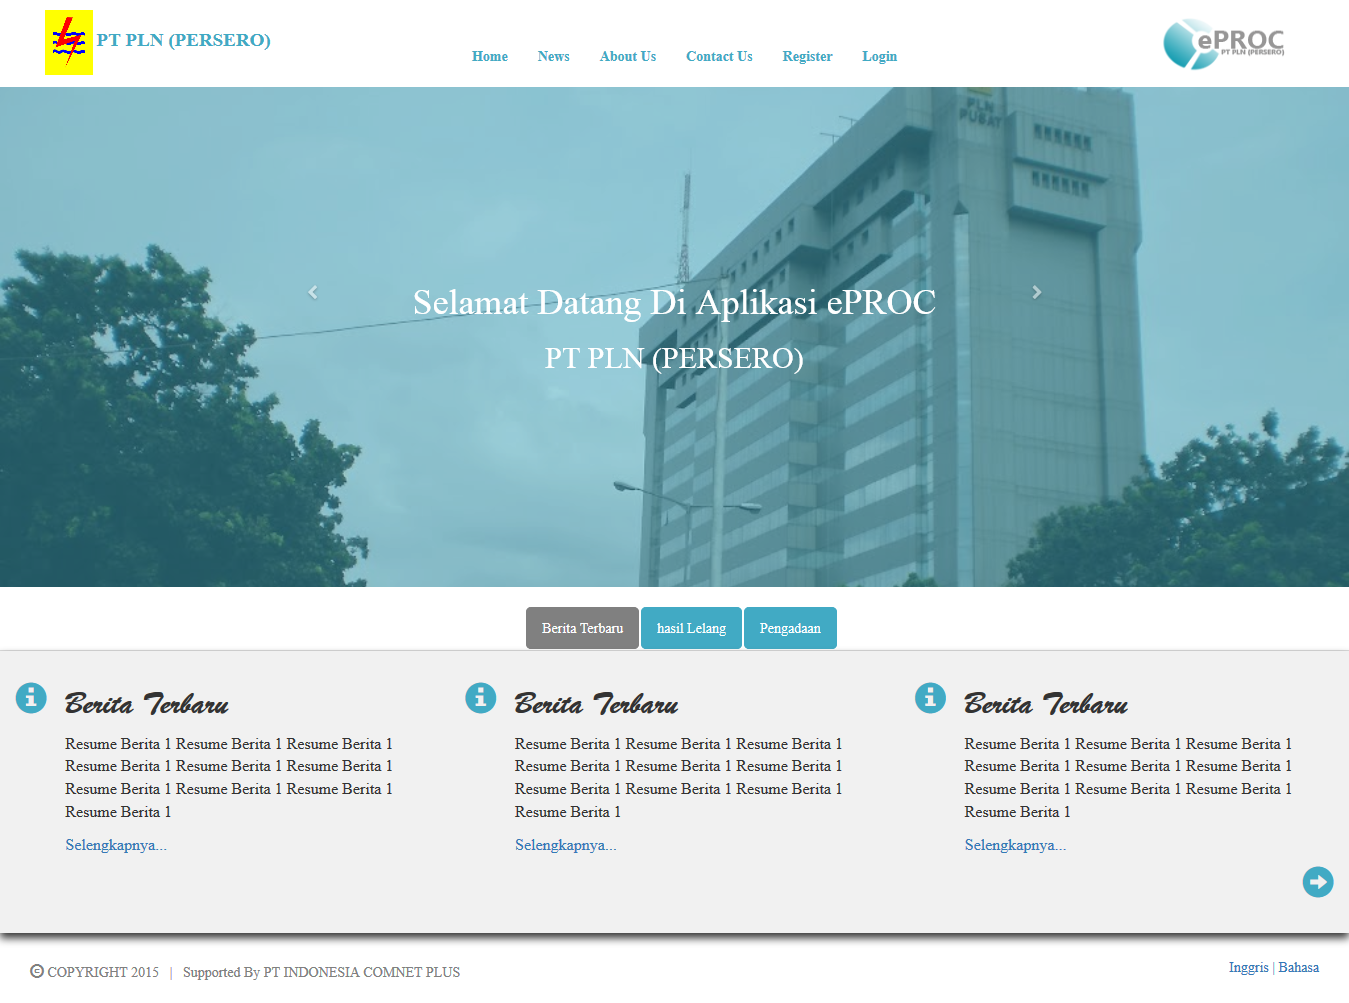 PT PLN (PERSERO)
Home News About Us Contact Us Register Login
ePROC
PT PLN (PERSERO)
PLN
PUSAT
Selamat Datang Di Aplikasi ePROC
PT PLN (PERSERO)
Berita Terbaru hasil Lelang Pengadaan
Berita Terbaru
Resume Berita 1 Resume Berita 1 Resume Berita 1
Resume Berita 1 Resume Berita 1 Resume Berita 1
Resume Berita 1 Resume Berita 1 Resume Berita 1
Resume Berita 1
Selengkapnya...
Berita Terbaru
Resume Berita 1 Resume Berita 1 Resume Berita 1
Resume Berita 1 Resume Berita 1 Resume Berita 1
Resume Berita 1 Resume Berita 1 Resume Berita 1
Resume Berita 1
Selengkapnya...
Berita Terbaru
Resume Berita 1 Resume Berita 1 Resume Berita 1
Resume Berita 1 Resume Berita 1 Resume Berita 1
Resume Berita 1 Resume Berita 1 Resume Berita 1
Resume Berita 1
Selengkapnya...
© COPYRIGHT 2015 | Supported By PT INDONESIA COMNET PLUS
Inggris | Bahasa